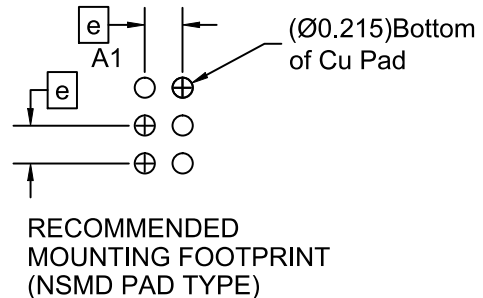 e
(Ø0.215)Bottom
A1
of Cu Pad
e
RECOMMENDED
MOUNTING FOOTPRINT
(NSMD PAD TYPE)